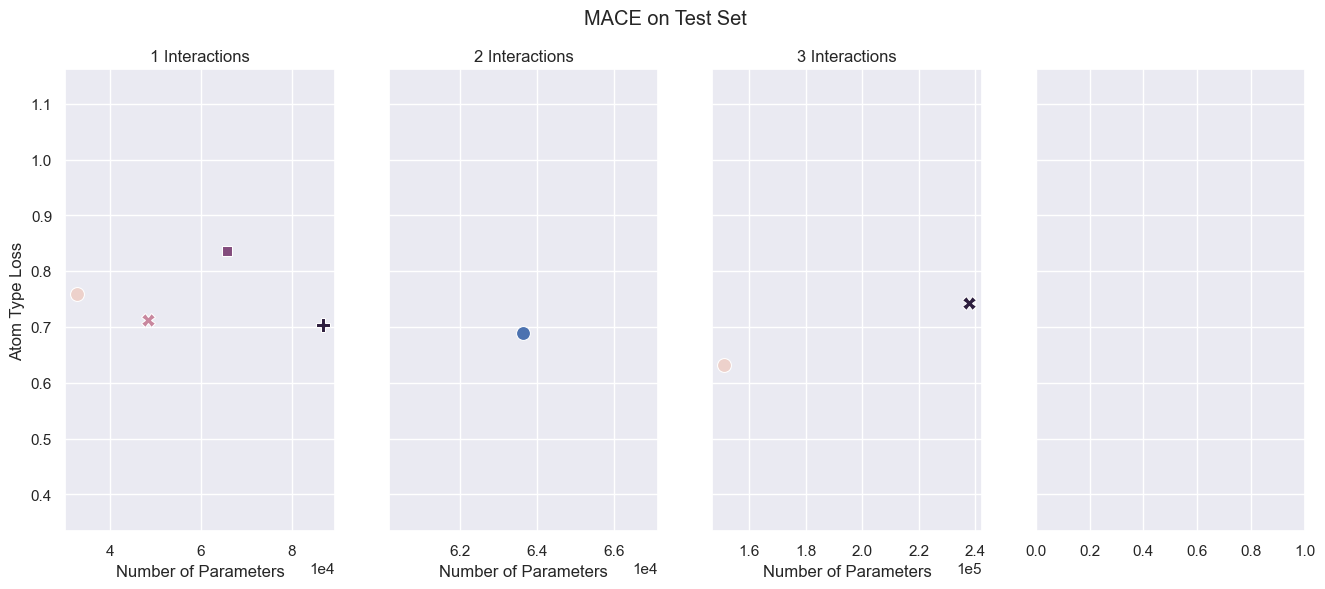 MACE on Test Set
1 Interactions
2 Interactions
3 Interactions
Atom Type Loss
1.1
1.0
0.9
0.8
0.7
0.6
0.5
0.4
4 6 8
1e4
Number of Parameters
6.2 6.4 6.6
1e4
Number of Parameters
1.6 1.8 2.0 2.2 2.4
1e5
Number of Parameters
0.0 0.2 0.4 0.6 0.8 1.0